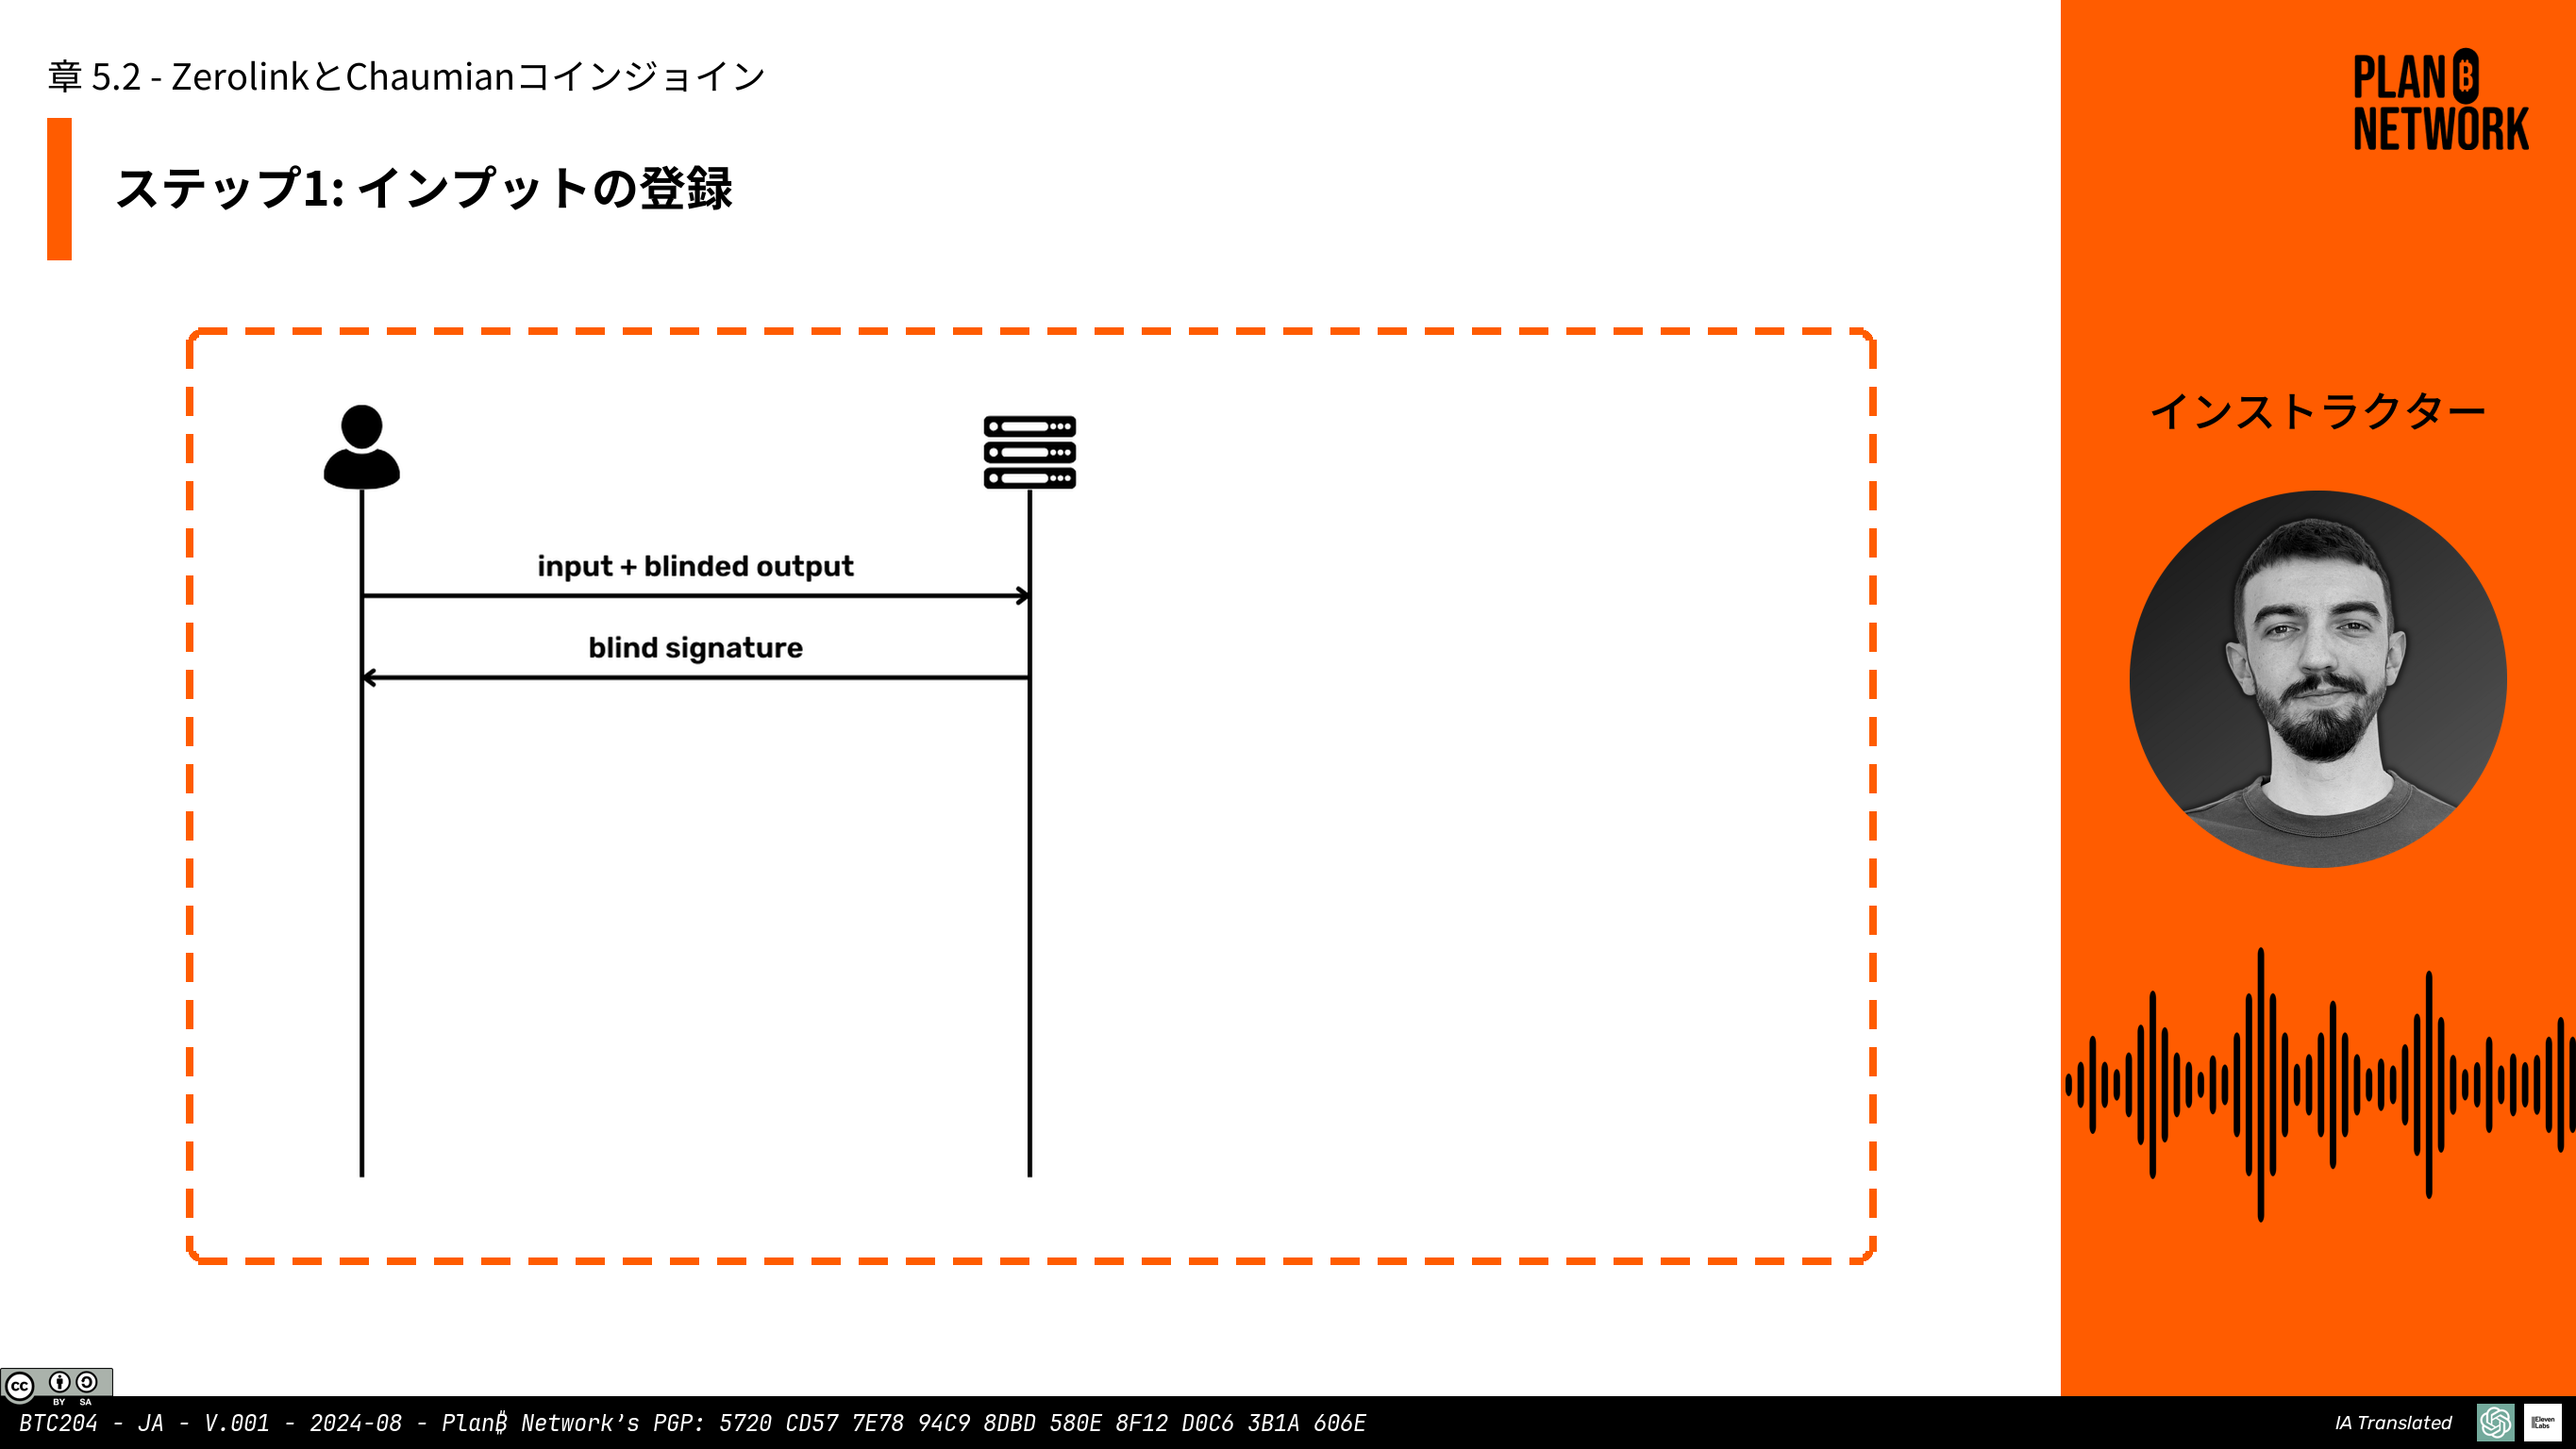 章 5.2 - ZerolinkとChaumianコインジョイン
ステップ1: インプットの登録
PLAN ₿
NETWORK
インストラクター
input + blinded output
blind signature
cc BY SA
BTC204 - JA - V.001 - 2024-08 - Plan₿ Network’s PGP: 5720 CD57 7E78 94C9 8DBD 580E 8F12 D0C6 3B1A 606E
IA Translated
IIElevenLabs